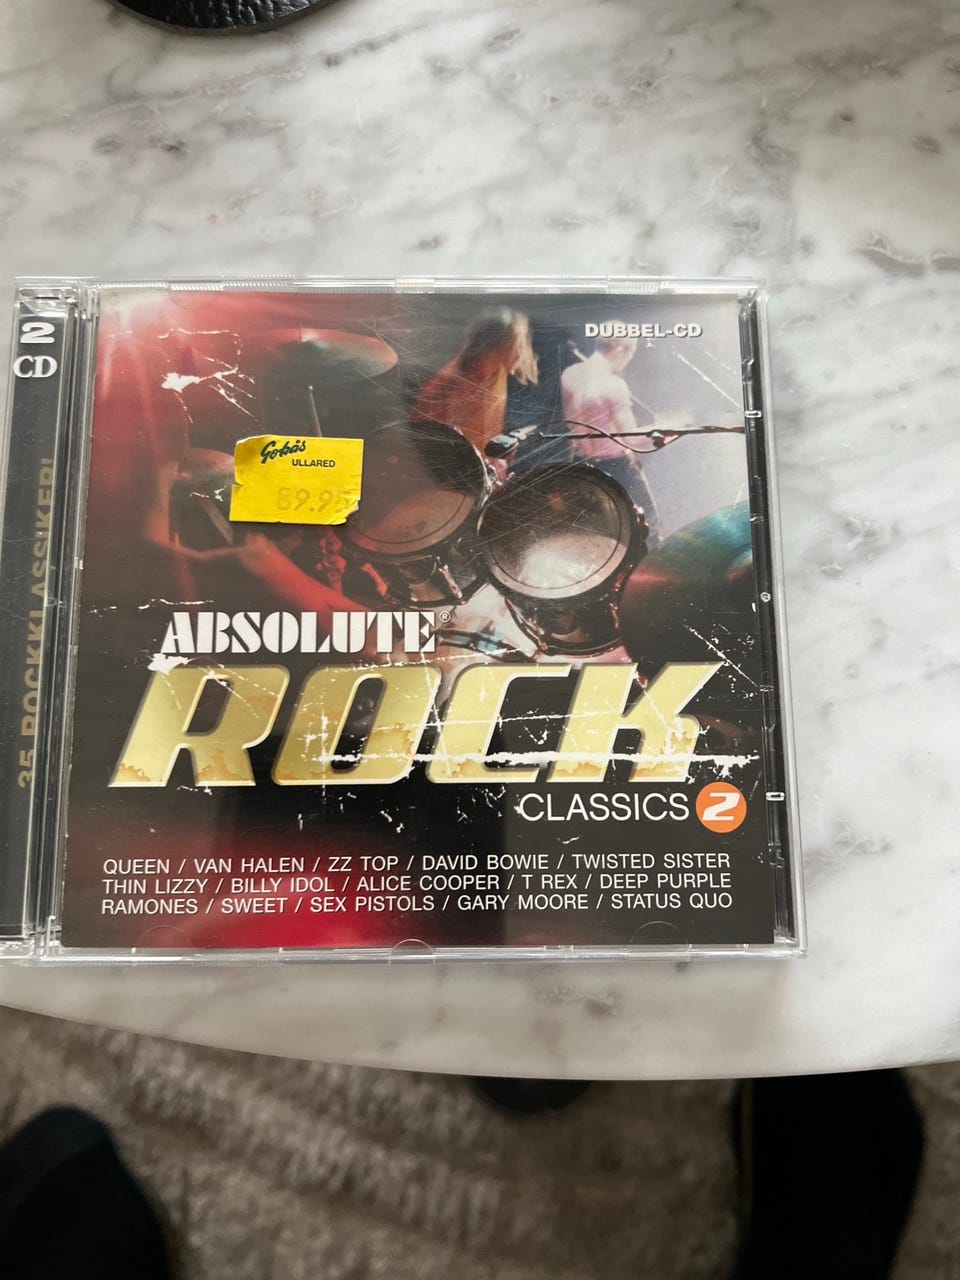 2
CD
35 ROCKKLASSIKER!
DUBBEL-CD
Gekås
ULLARED
89.95
ABSOLUTE®
ROCK
CLASSICS 2
QUEEN / VAN HALEN / ZZ TOP / DAVID BOWIE / TWISTED SISTER
THIN LIZZY / BILLY IDOL / ALICE COOPER / T REX / DEEP PURPLE
RAMONES / SWEET / SEX PISTOLS / GARY MOORE / STATUS QUO